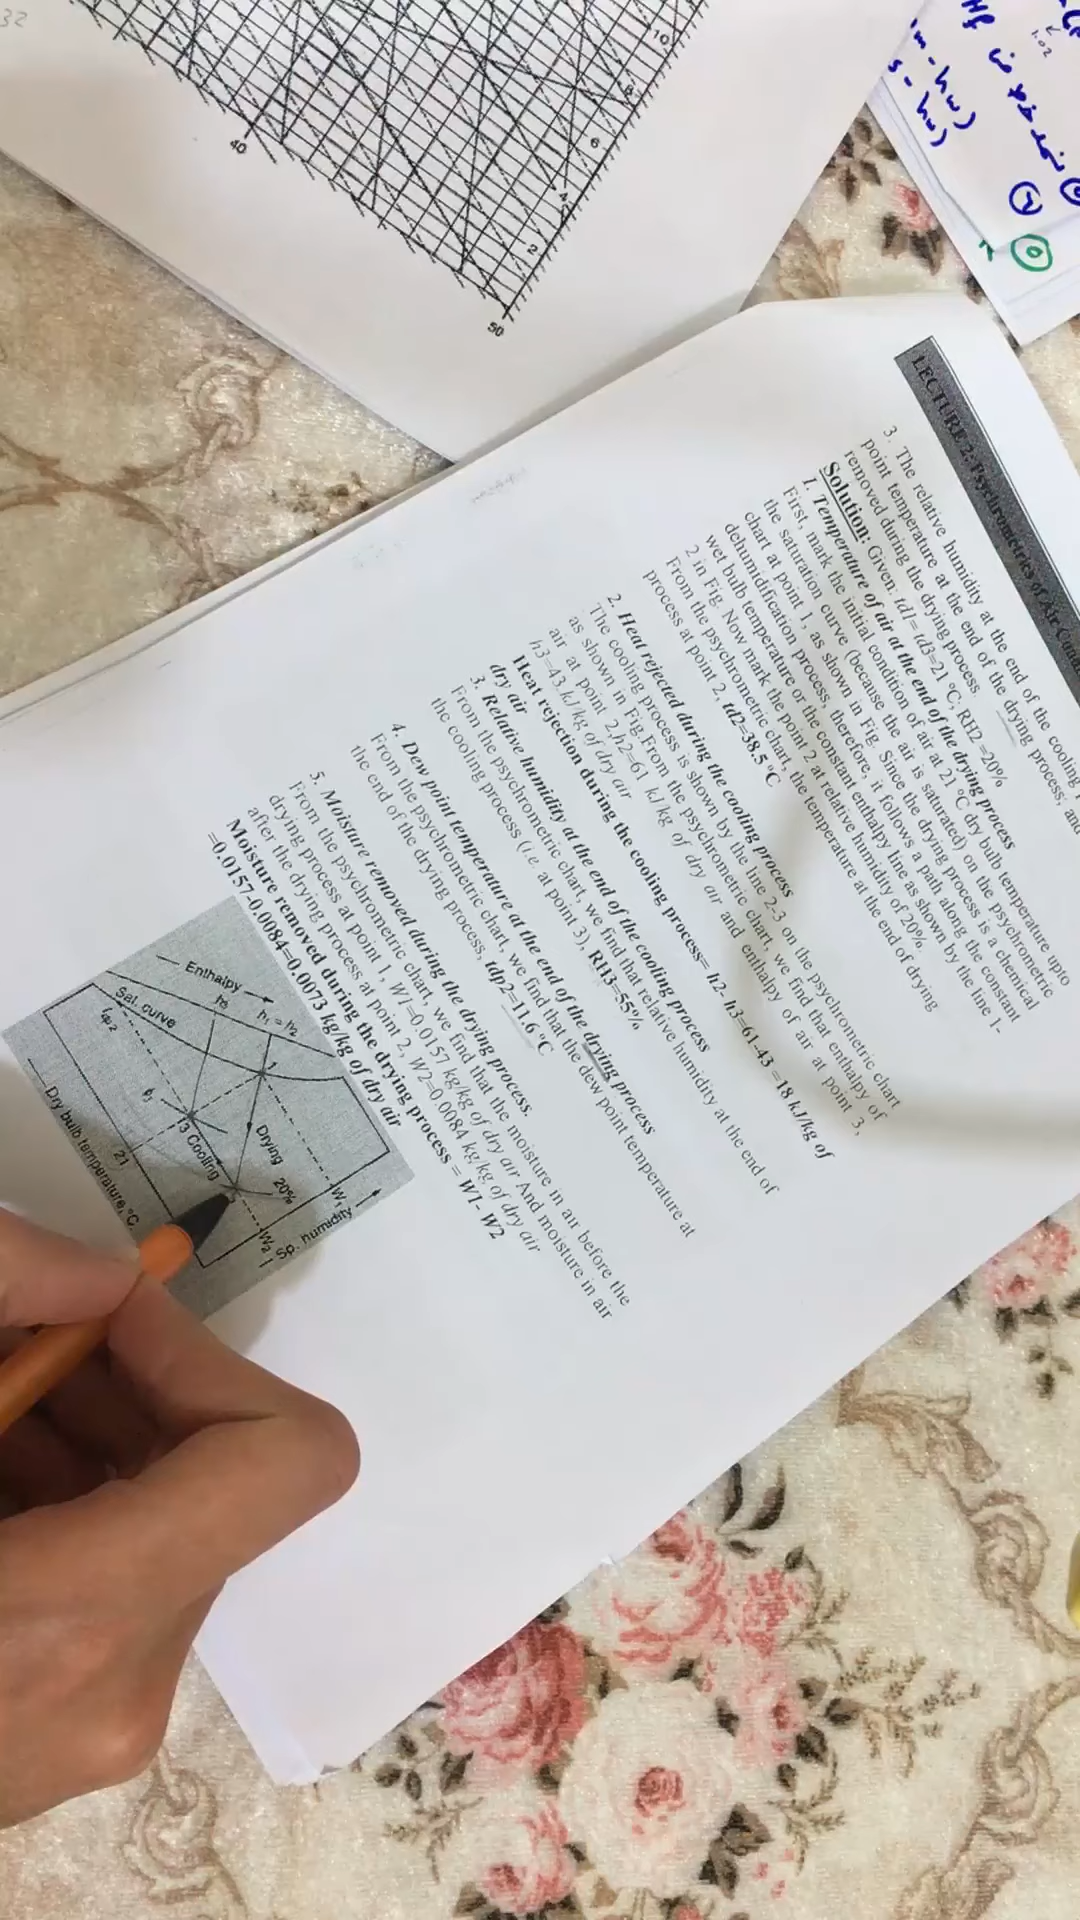 LECTURE 2: Psychrometrics of Air
3. The relative humidity at the end of the cooling
point temperature at the end of the drying process; and
removed during the drying process.
Solution: Given: td1= td3=21 °C; RH2 =20%
1. Temperature of air at the end of the drying process
First, mark the initial condition of air at 21 °C dry bulb temperature upto
the saturation curve (because the air is saturated) on the psychrometric
chart at point 1, as shown in Fig. Since the drying process is a chemical
dehumidification process, therefore, it follows a path along the constant
wet bulb temperature or the constant enthalpy line as shown by the line 1-
2 in Fig. Now mark the point 2 at relative humidity of 20%
From the psychrometric chart, the temperature at the end of drying
process at point 2, td2=38.5 °C
2. Heat rejected during the cooling process
The cooling process is shown by the line 2-3 on the psychrometric chart
as shown in Fig.From the psychrometric chart, we find that enthalpy of
air at point 2,h2=61 kJ/kg of dry air and enthalpy of air at point 3,
h3=43 kJ/kg of dry air
Heat rejection during the cooling process= h2- h3=61-43 =18 kJ/kg of
dry air
3. Relative humidity at the end of the cooling process
From the psychrometric chart, we find that relative humidity at the end of
the cooling process (i.e. at point 3), RH3=55%
4. Dew point temperature at the end of the drying process
From the psychrometric chart, we find that the dew point temperature at
the end of the drying process, tdp2=11.6 °C
5. Moisture removed during the drying process.
From the psychrometric chart, we find that the moisture in air before the
drying process at point 1, W1=0.0157 kg/kg of dry air And moisture in air
after the drying process at point 2, W2=0.0084 kg/kg of dry air
Moisture removed during the drying process = W1- W2
=0.0157-0.0084=0.0073 kg/kg of dry air
Enthalpy
h3
h1 = h2
Sat. curve
tdp2
Drying
20%
W1
3
Cooling
W2
21
Sp. humidity
Dry bulb temperature, °C
40
50
2
4
6
10
32
1.02